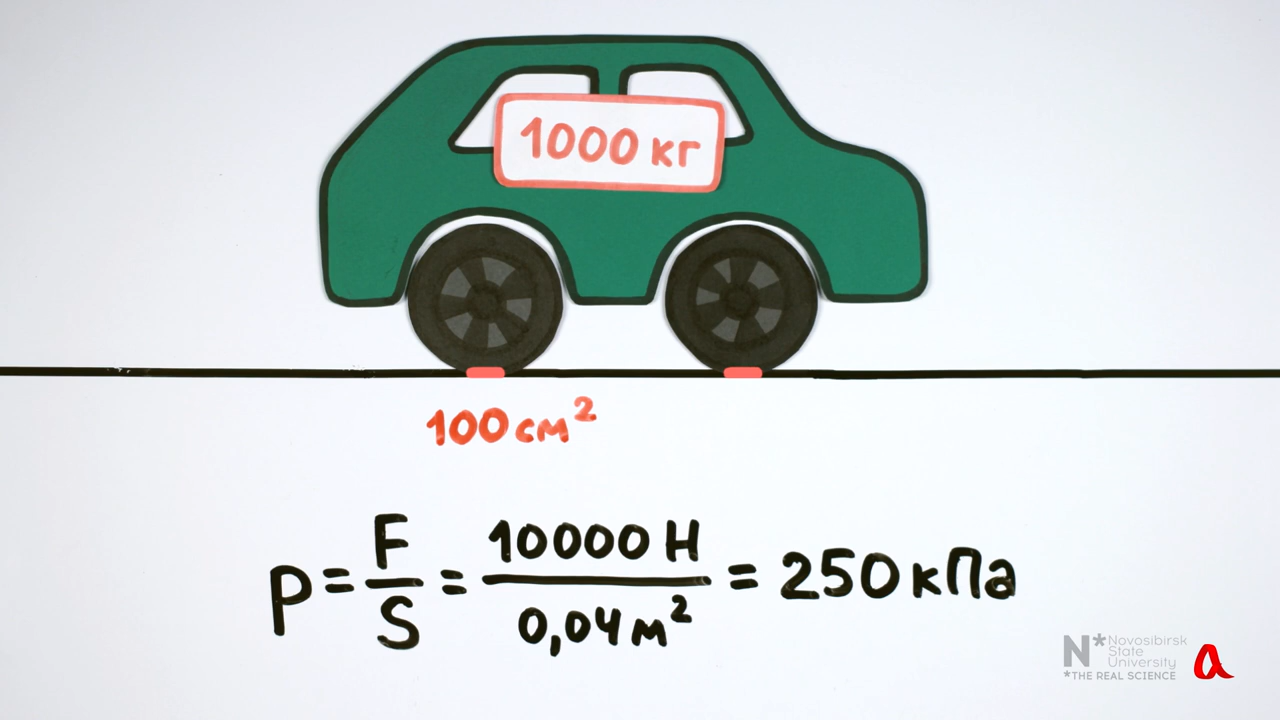 1000 кг
100 см²
p = F/S = 10000 Н / 0,04 м² = 250 кПа
N* Novosibirsk
State
University
*THE REAL SCIENCE
a